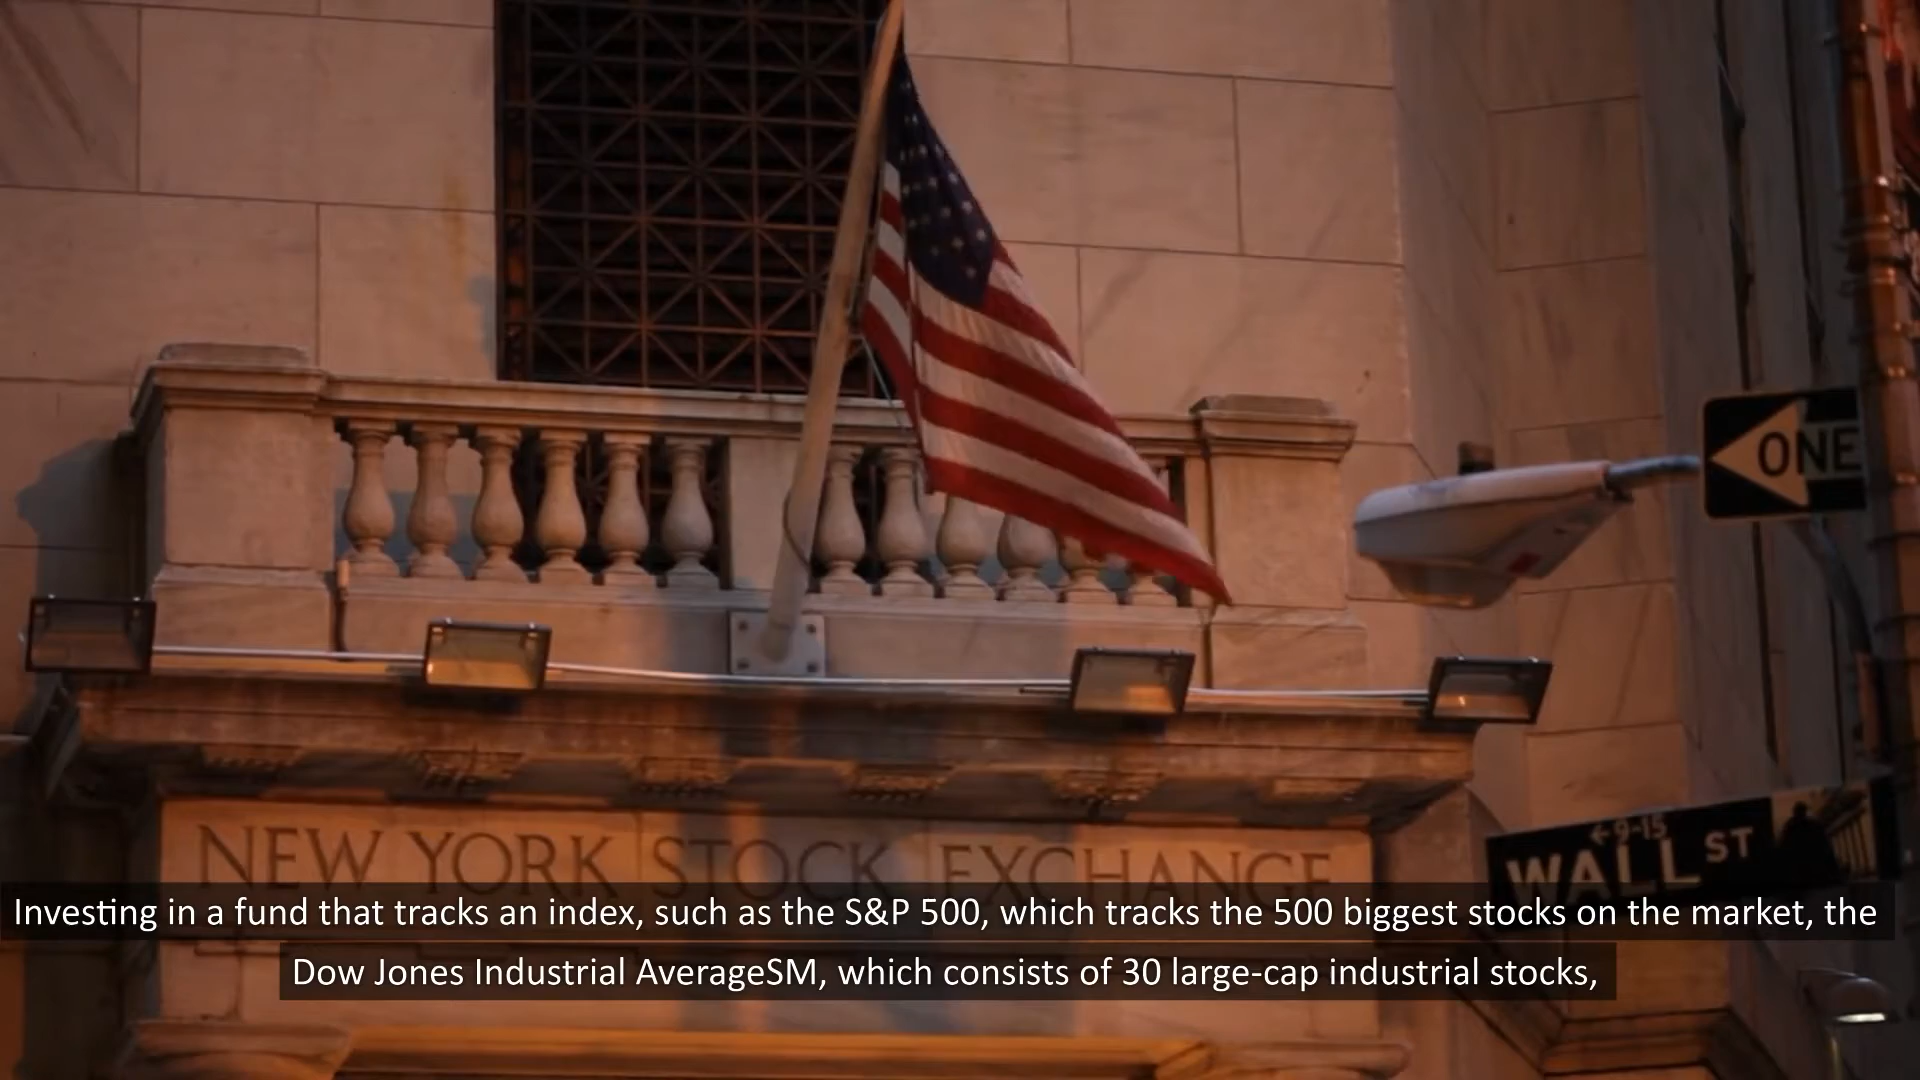 ONE
←9-15
WALL ST
NEW YORK STOCK EXCHANGE
Investing in a fund that tracks an index, such as the S&P 500, which tracks the 500 biggest stocks on the market, the
Dow Jones Industrial AverageSM, which consists of 30 large-cap industrial stocks,